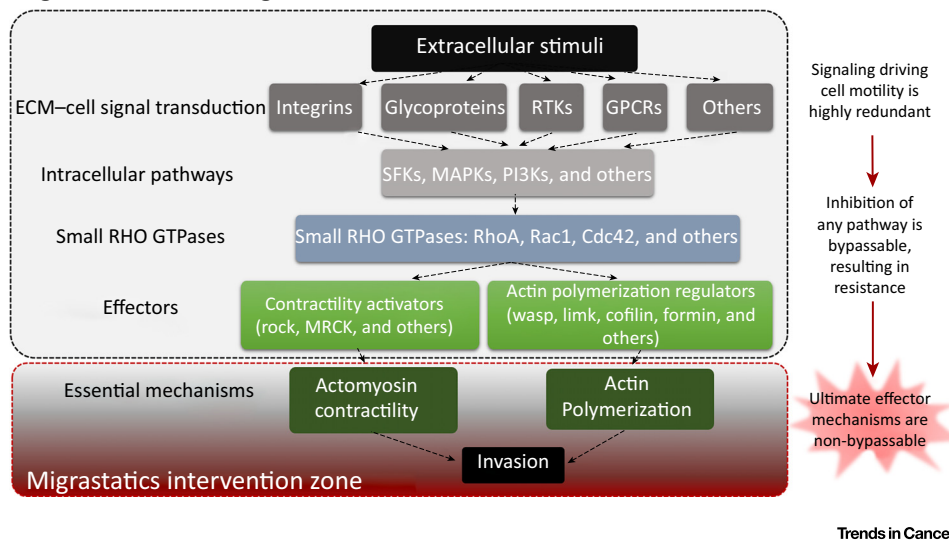 Extracellular stimuli
ECM–cell signal transduction
Integrins
Glycoproteins
RTKs
GPCRs
Others
Intracellular pathways
SFKs, MAPKs, PI3Ks, and others
Small RHO GTPases
Small RHO GTPases: RhoA, Rac1, Cdc42, and others
Effectors
Contractility activators
(rock, MRCK, and others)
Actin polymerization regulators
(wasp, limk, cofilin, formin, and
others)
Essential mechanisms
Actomyosin
contractility
Actin
Polymerization
Invasion
Migrastatics intervention zone
Signaling driving
cell motility is
highly redundant
Inhibition of
any pathway is
bypassable,
resulting in
resistance
Ultimate effector
mechanisms are
non-bypassable
Trends in Cance